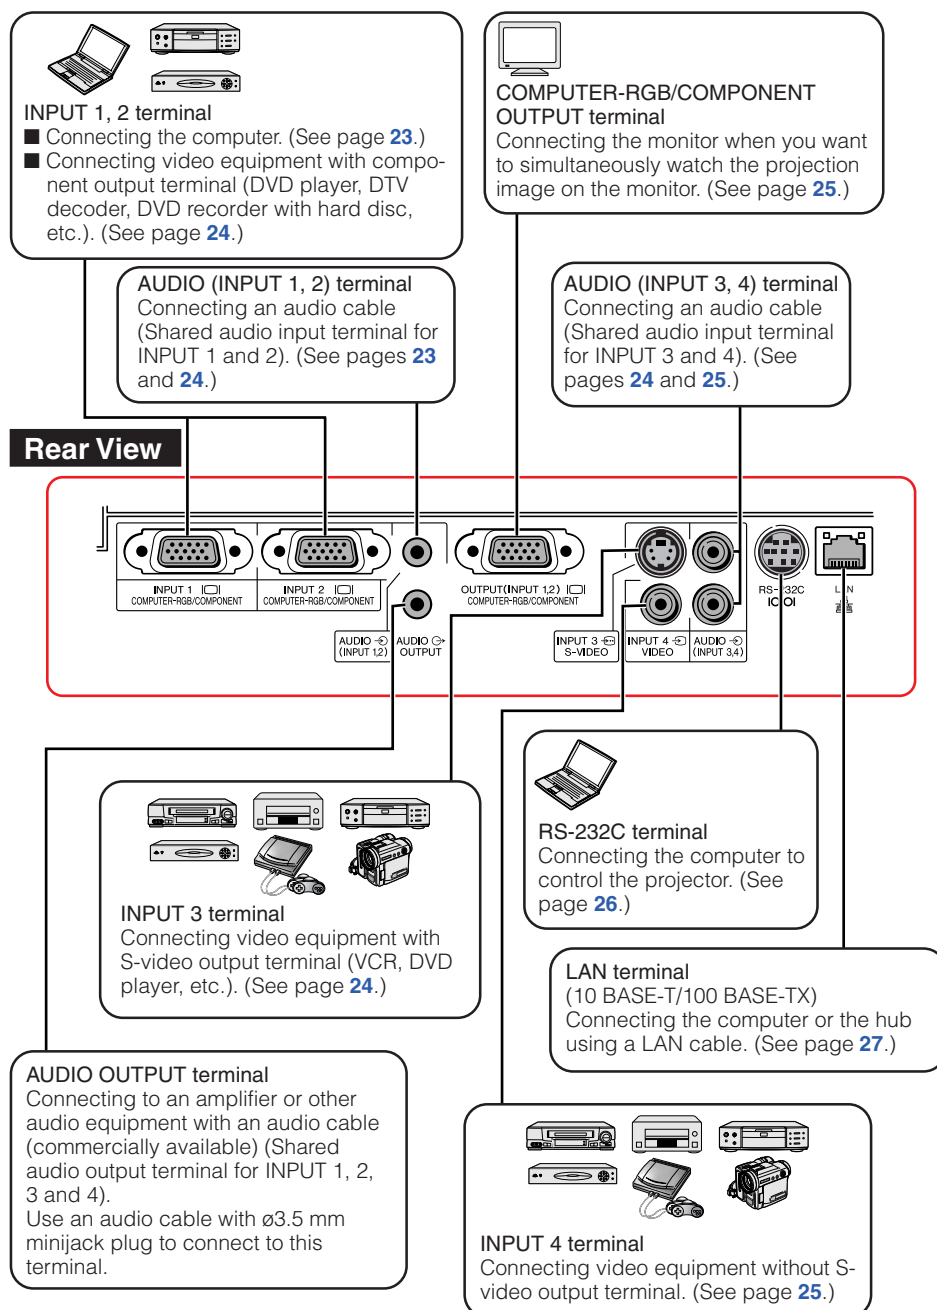 INPUT 1, 2 terminal
■ Connecting the computer. (See page 23.)
■ Connecting video equipment with compo-
nent output terminal (DVD player, DTV
decoder, DVD recorder with hard disc,
etc.). (See page 24.)
COMPUTER-RGB/COMPONENT
OUTPUT terminal
Connecting the monitor when you want
to simultaneously watch the projection
image on the monitor. (See page 25.)
AUDIO (INPUT 1, 2) terminal
Connecting an audio cable
(Shared audio input terminal for
INPUT 1 and 2). (See pages 23
and 24.)
AUDIO (INPUT 3, 4) terminal
Connecting an audio cable
(Shared audio input terminal
for INPUT 3 and 4). (See
pages 24 and 25.)
Rear View
INPUT 1
COMPUTER-RGB/COMPONENT
INPUT 2
COMPUTER-RGB/COMPONENT
AUDIO
(INPUT 1,2)
AUDIO
OUTPUT
OUTPUT(INPUT 1,2)
COMPUTER-RGB/COMPONENT
INPUT 3
S-VIDEO
INPUT 4
VIDEO
AUDIO
(INPUT 3,4)
RS-232C
LAN
INPUT 3 terminal
Connecting video equipment with
S-video output terminal (VCR, DVD
player, etc.). (See page 24.)
RS-232C terminal
Connecting the computer to
control the projector. (See
page 26.)
LAN terminal
(10 BASE-T/100 BASE-TX)
Connecting the computer or the hub
using a LAN cable. (See page 27.)
AUDIO OUTPUT terminal
Connecting to an amplifier or other
audio equipment with an audio cable
(commercially available) (Shared
audio output terminal for INPUT 1, 2,
3 and 4).
Use an audio cable with ø3.5 mm
minijack plug to connect to this
terminal.
INPUT 4 terminal
Connecting video equipment without S-
video output terminal. (See page 25.)